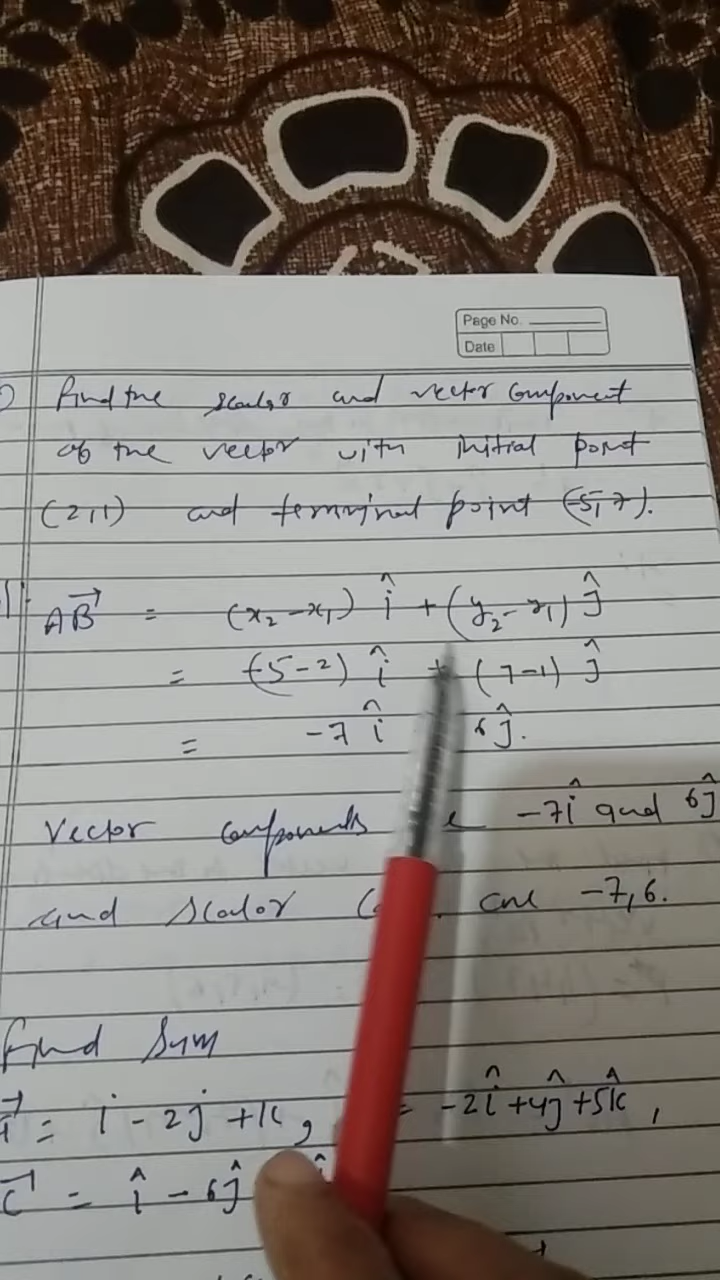 Page No.
Date
Find the scalar and vector component
of the vector with initial point
(2,1) and terminal point (-5,7).
AB⃗ = (x₂-x₁) î + (y₂-y₁) ĵ
= (-5-2) î + (7-1) ĵ
= -7 î 6ĵ.
Vector components -7î and 6ĵ
and scalar are -7,6.
Find Sum
= i - 2j + k, = -2î+4ĵ+5k̂,
c⃗ = î - 6ĵ